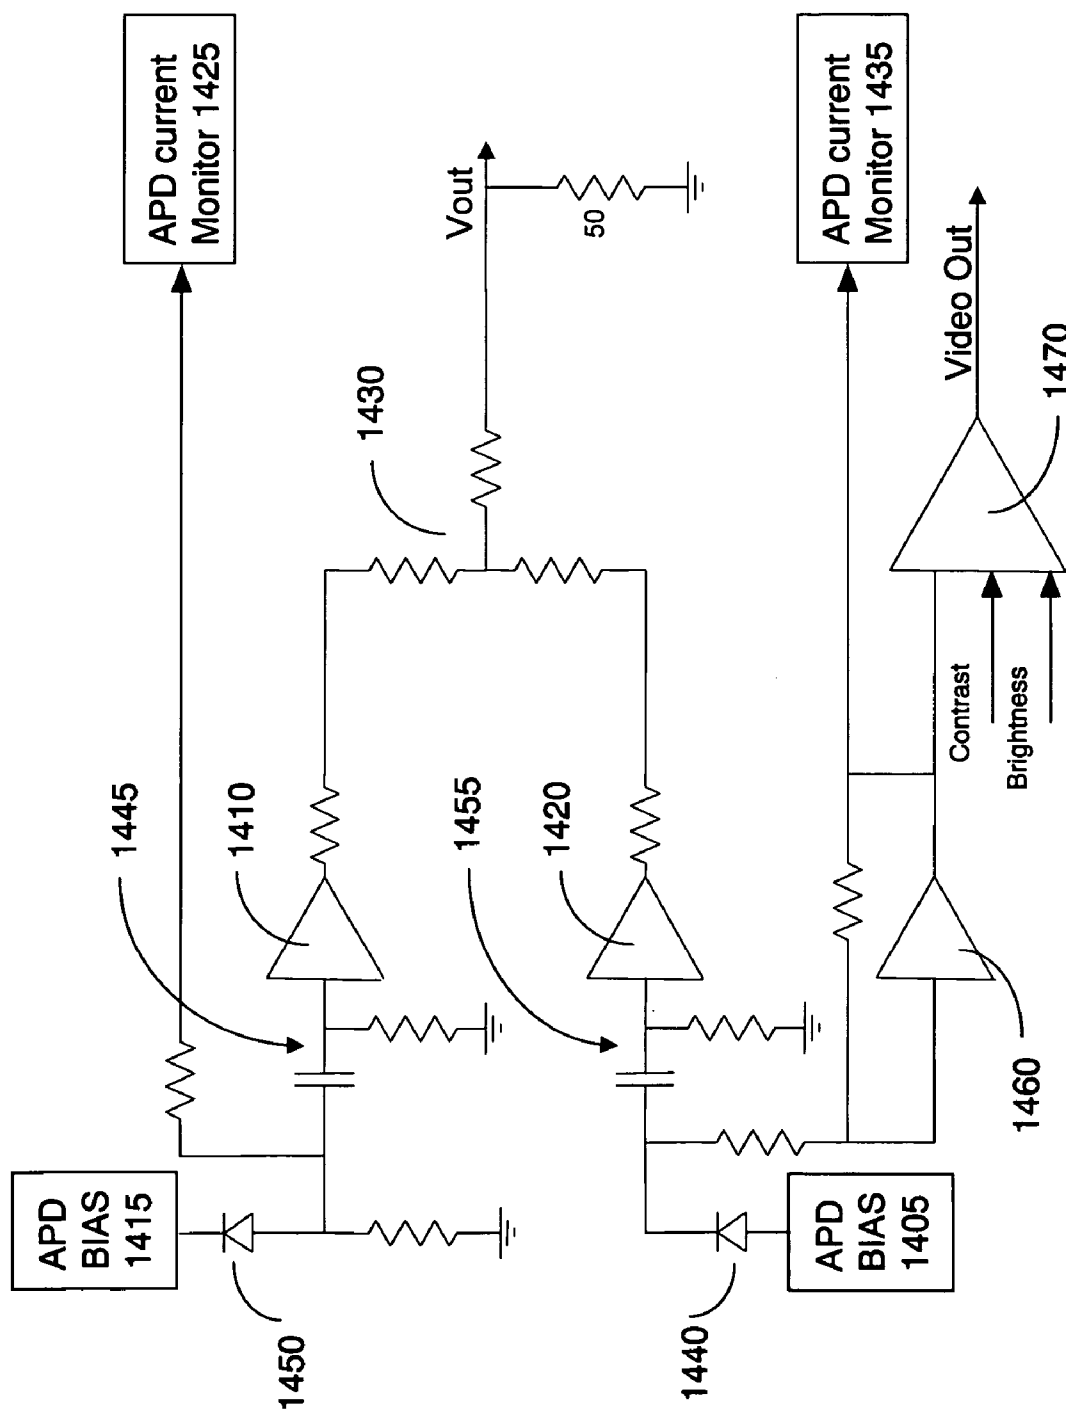 APD current
Monitor 1425
APD current
Monitor 1435
Vout
50
Video Out
1430
1470
Contrast
Brightness
1445
1410
1455
1420
1460
APD
BIAS
1415
APD
BIAS
1405
1450
1440